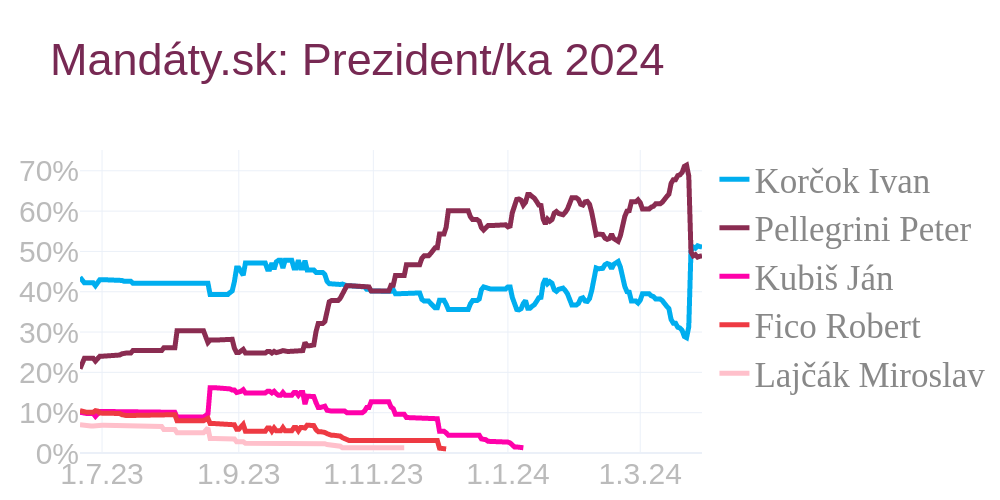 Mandáty.sk: Prezident/ka 2024
70%
60%
50%
40%
30%
20%
10%
0%
1.7.23 1.9.23 1.11.23 1.1.24 1.3.24
Korčok Ivan
Pellegrini Peter
Kubiš Ján
Fico Robert
Lajčák Miroslav